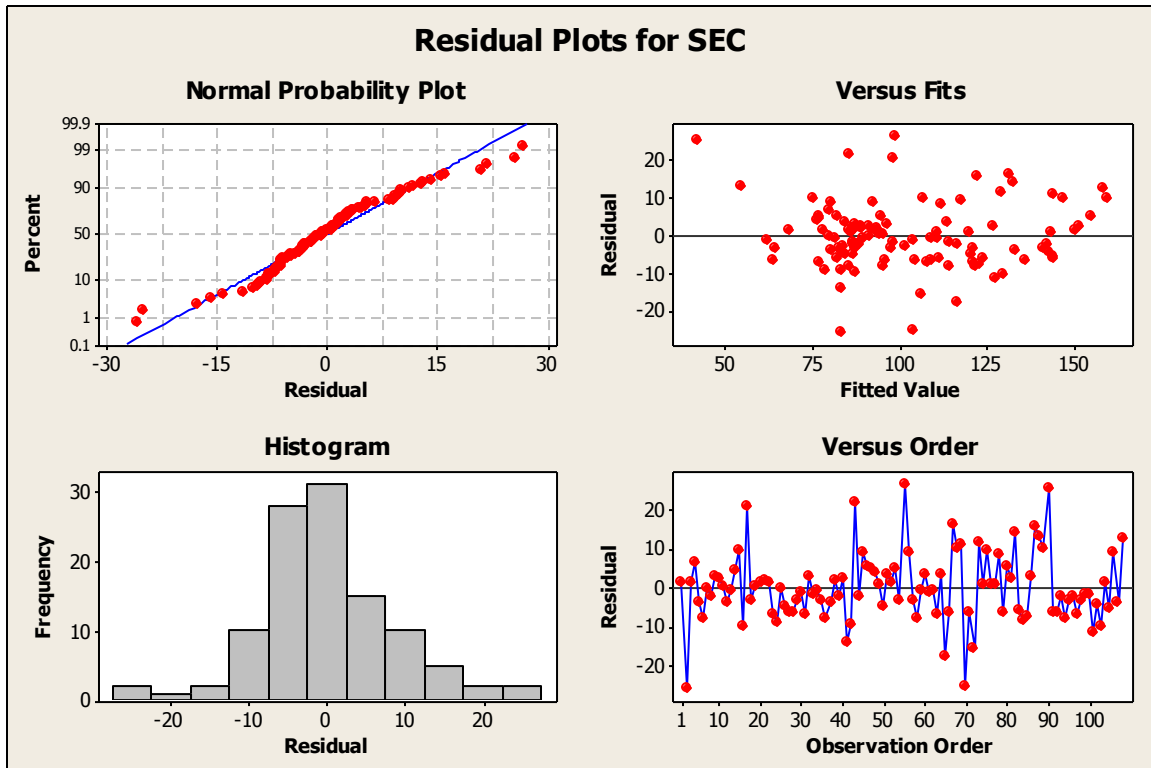 Residual Plots for SEC
Normal Probability Plot
99.9
99
90
50
10
1
0.1
Percent
-30 -15 0 15 30
Residual
Versus Fits
20
10
0
-10
-20
Residual
50 75 100 125 150
Fitted Value
Histogram
30
20
10
0
Frequency
-20 -10 0 10 20
Residual
Versus Order
20
10
0
-10
-20
Residual
1 10 20 30 40 50 60 70 80 90 100
Observation Order